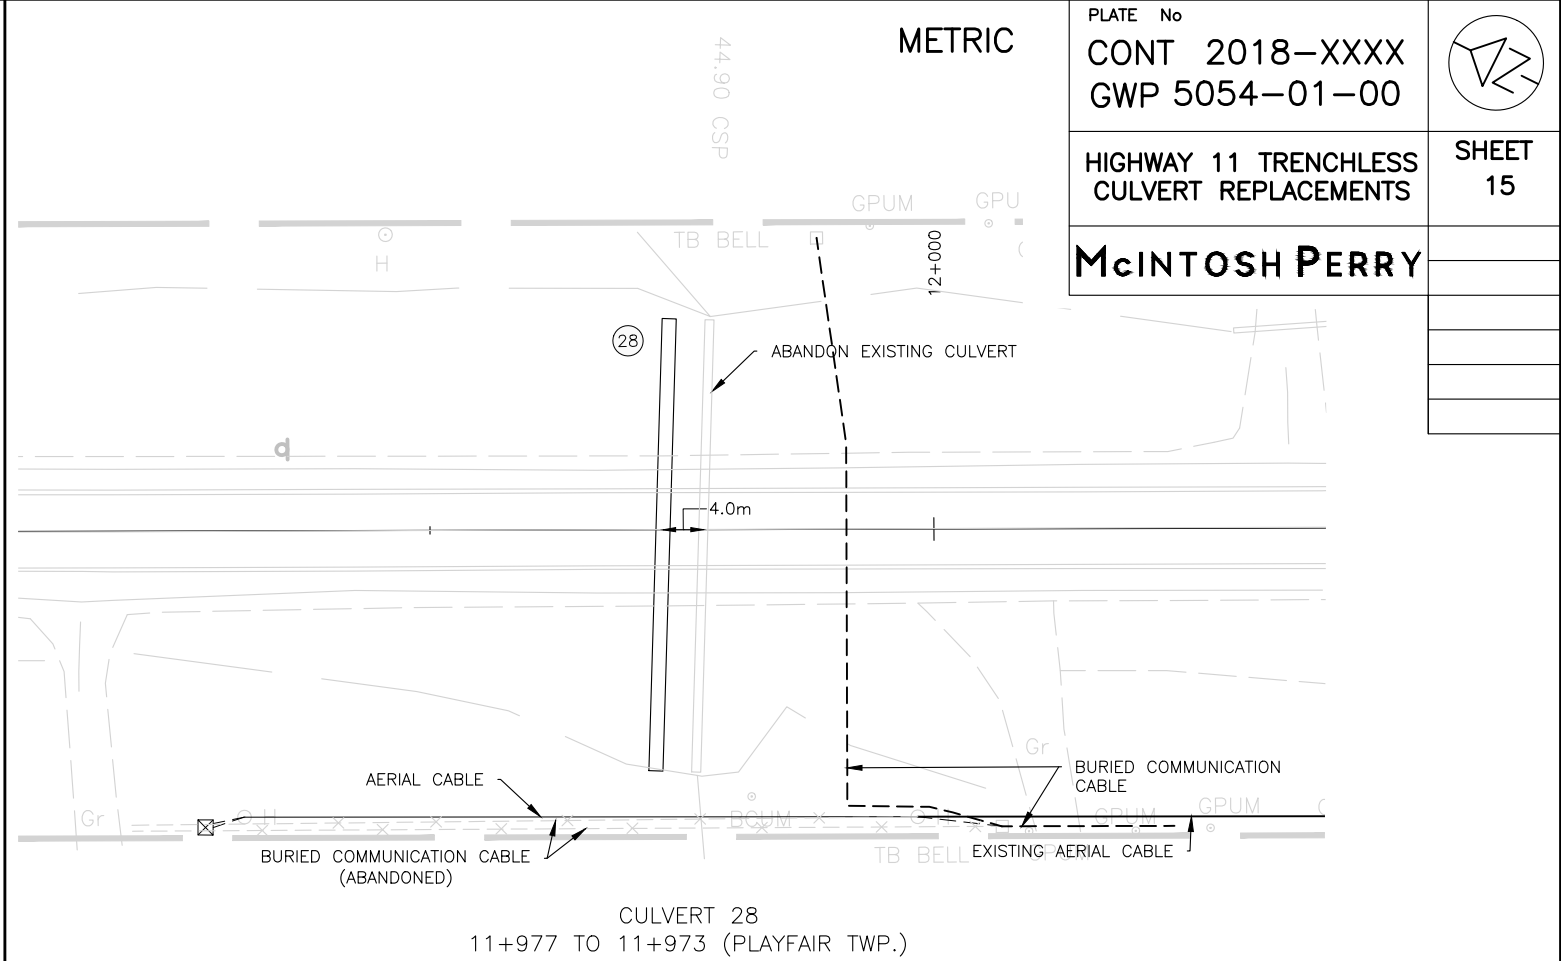 METRIC
PLATE No
CONT 2018-XXXX
GWP 5054-01-00
HIGHWAY 11 TRENCHLESS
CULVERT REPLACEMENTS
SHEET
15
McINTOSH PERRY
44.90 CSP
GPUM
GPU
TB BELL
H
12+000
28
ABANDON EXISTING CULVERT
4.0m
Gr
AERIAL CABLE
BURIED COMMUNICATION
CABLE
Gr
H
BCUM
GPUM
GPUM
BURIED COMMUNICATION CABLE
(ABANDONED)
TB BELL
EXISTING AERIAL CABLE
CULVERT 28
11+977 TO 11+973 (PLAYFAIR TWP.)